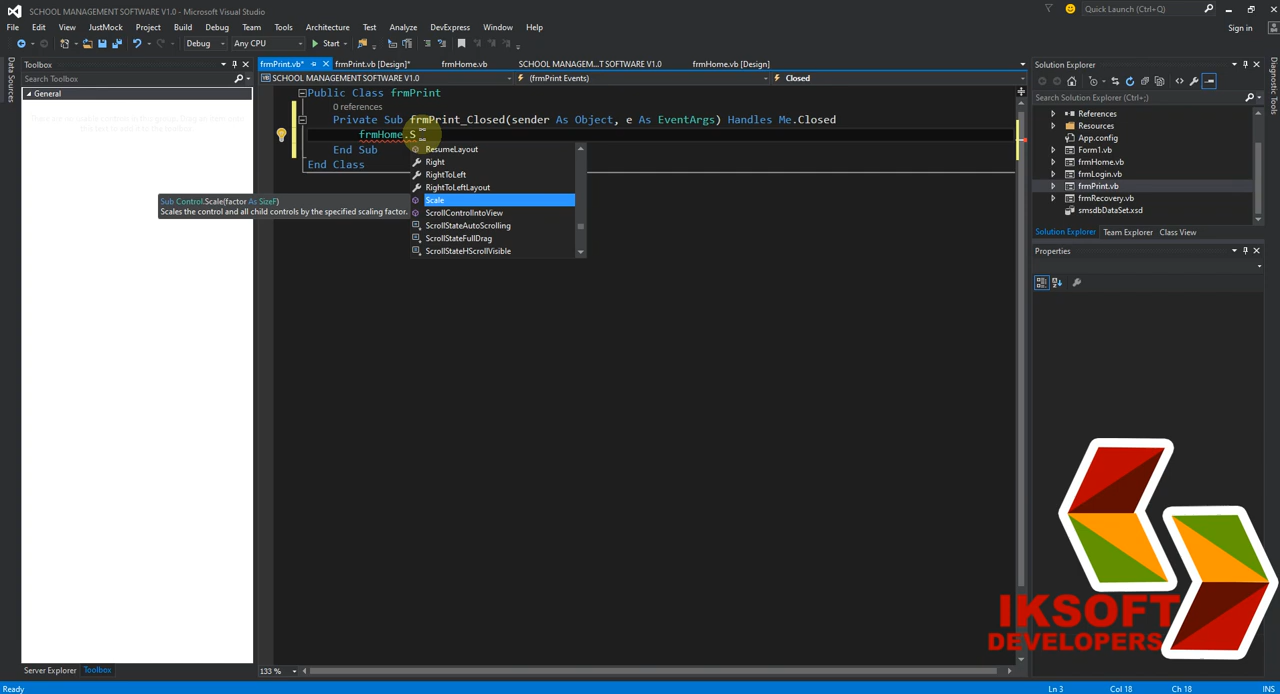 SCHOOL MANAGEMENT SOFTWARE V1.0 - Microsoft Visual Studio
Quick Launch (Ctrl+Q)
File Edit View JustMock Project Build Debug Team Tools Architecture Test Analyze DevExpress Window Help
Sign in
Debug Any CPU Start
Toolbox
Search Toolbox
General
Data Sources
frmPrint.vb* frmPrint.vb [Design]* frmHome.vb SCHOOL MANAGE...T SOFTWARE V1.0 frmHome.vb [Design]
SCHOOL MANAGEMENT SOFTWARE V1.0 (frmPrint Events) Closed
Public Class frmPrint
0 references
Private Sub frmPrint_Closed(sender As Object, e As EventArgs) Handles Me.Closed
frmHome.S
End Sub
End Class
ResumeLayout
Right
RightToLeft
RightToLeftLayout
Scale
ScrollControlIntoView
ScrollStateAutoScrolling
ScrollStateFullDrag
ScrollStateHScrollVisible
Sub Control.Scale(factor As SizeF)
Scales the control and all child controls by the specified scaling factor.
Solution Explorer
Search Solution Explorer (Ctrl+;)
References
Resources
App.config
Form1.vb
frmHome.vb
frmLogin.vb
frmPrint.vb
frmRecovery.vb
smsdbDataSet.xsd
Solution Explorer Team Explorer Class View
Properties
Diagnostic Tools
IKSOFT
DEVELOPERS
133 %
Server Explorer Toolbox
Ready Ln 3 Col 18 Ch 18 INS